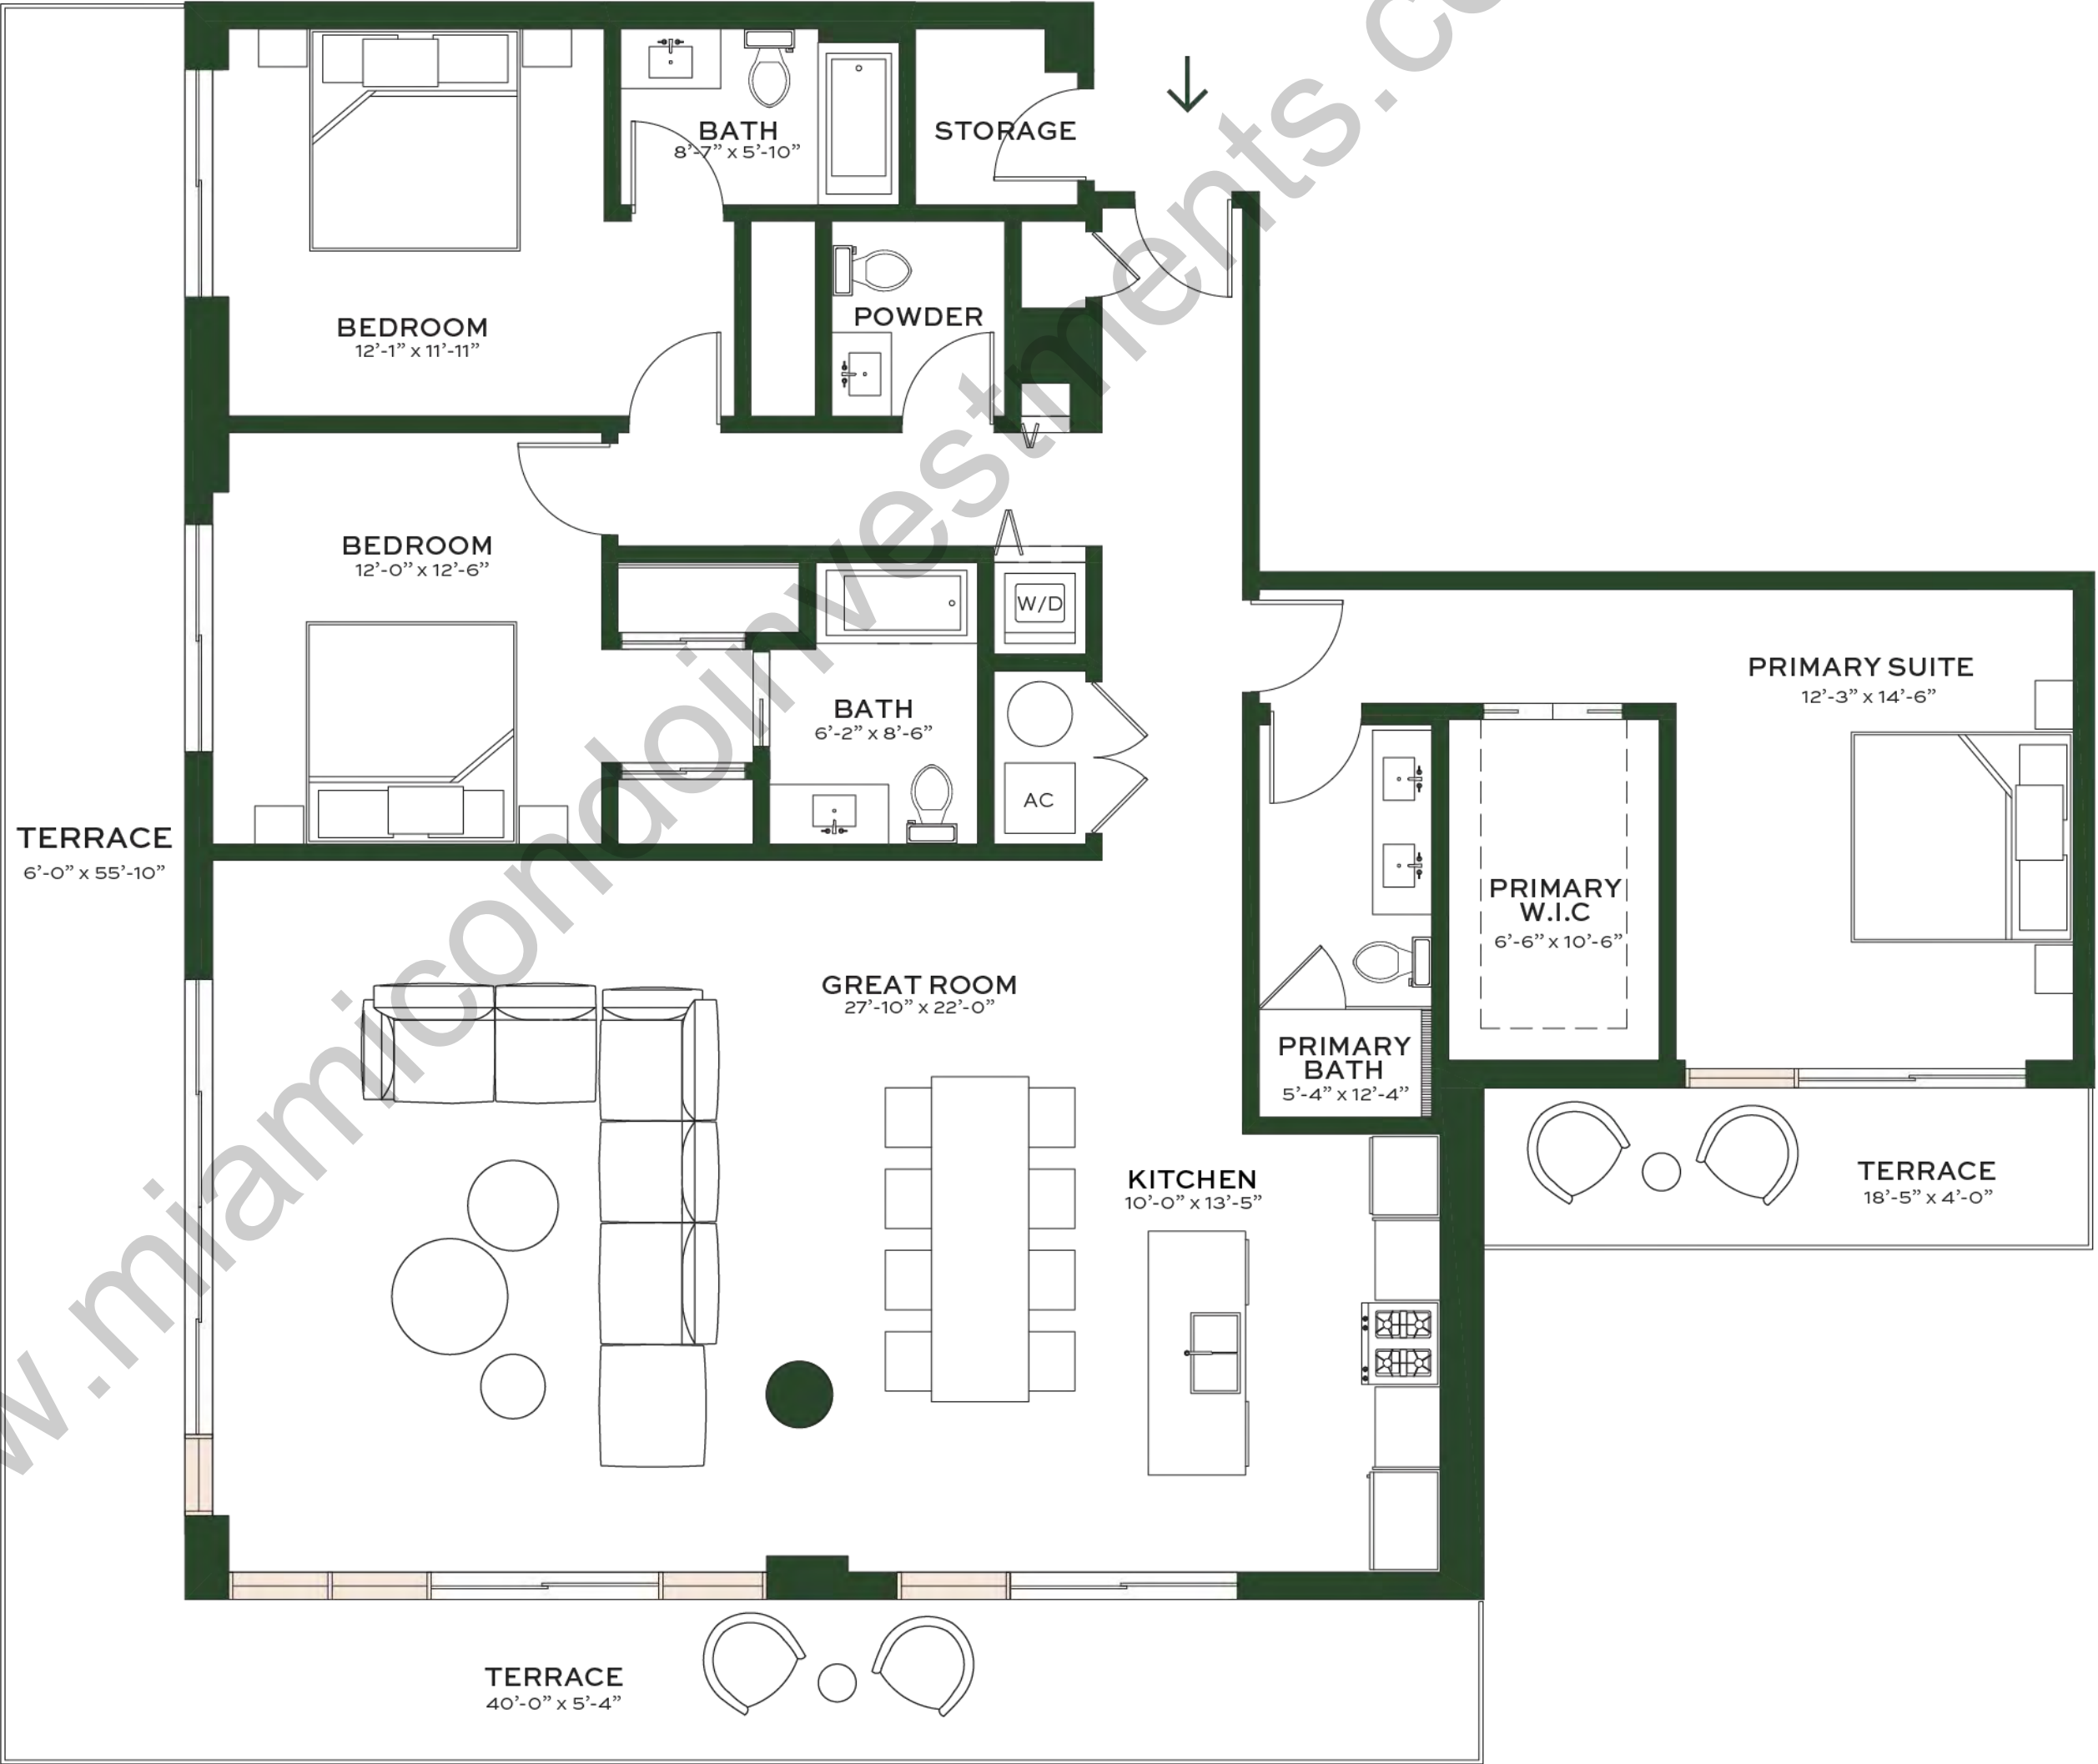 BATH
8'-7" x 5'-10"
STORAGE
BEDROOM
12'-1" x 11'-11"
POWDER
BEDROOM
12'-0" x 12'-6"
W/D
PRIMARY SUITE
12'-3" x 14'-6"
BATH
6'-2" x 8'-6"
AC
TERRACE
6'-0" x 55'-10"
PRIMARY
W.I.C
6'-6" x 10'-6"
GREAT ROOM
27'-10" x 22'-0"
PRIMARY
BATH
5'-4" x 12'-4"
KITCHEN
10'-0" x 13'-5"
TERRACE
18'-5" x 4'-0"
TERRACE
40'-0" x 5'-4"
w.miamicondoinvestments.co